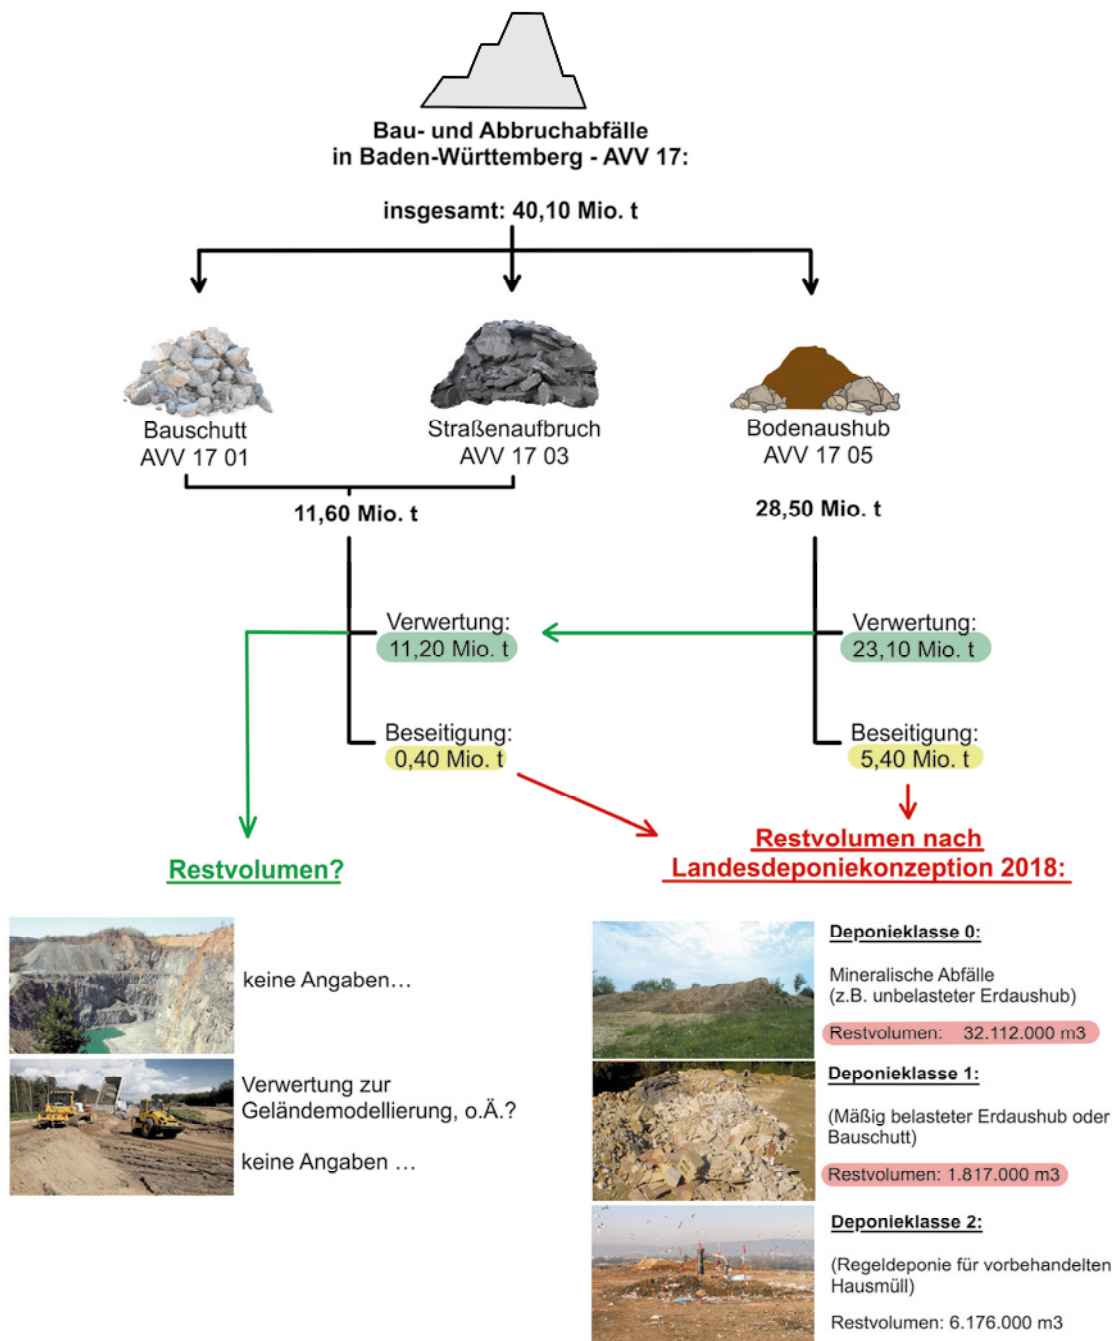 Bau- und Abbruchabfälle
in Baden-Württemberg - AVV 17:
insgesamt: 40,10 Mio. t
Bauschutt
AVV 17 01
Straßenaufbruch
AVV 17 03
Bodenaushub
AVV 17 05
11,60 Mio. t
28,50 Mio. t
Verwertung:
11,20 Mio. t
Verwertung:
23,10 Mio. t
Beseitigung:
0,40 Mio. t
Beseitigung:
5,40 Mio. t
Restvolumen?
Restvolumen nach
Landesdeponiekonzeption 2018:
keine Angaben…
Verwertung zur
Geländemodellierung, o.Ä.?
keine Angaben …
Deponieklasse 0:
Mineralische Abfälle
(z.B. unbelasteter Erdaushub)
Restvolumen: 32.112.000 m3
Deponieklasse 1:
(Mäßig belasteter Erdaushub oder
Bauschutt)
Restvolumen: 1.817.000 m3
Deponieklasse 2:
(Regeldeponie für vorbehandelten
Hausmüll)
Restvolumen: 6.176.000 m3